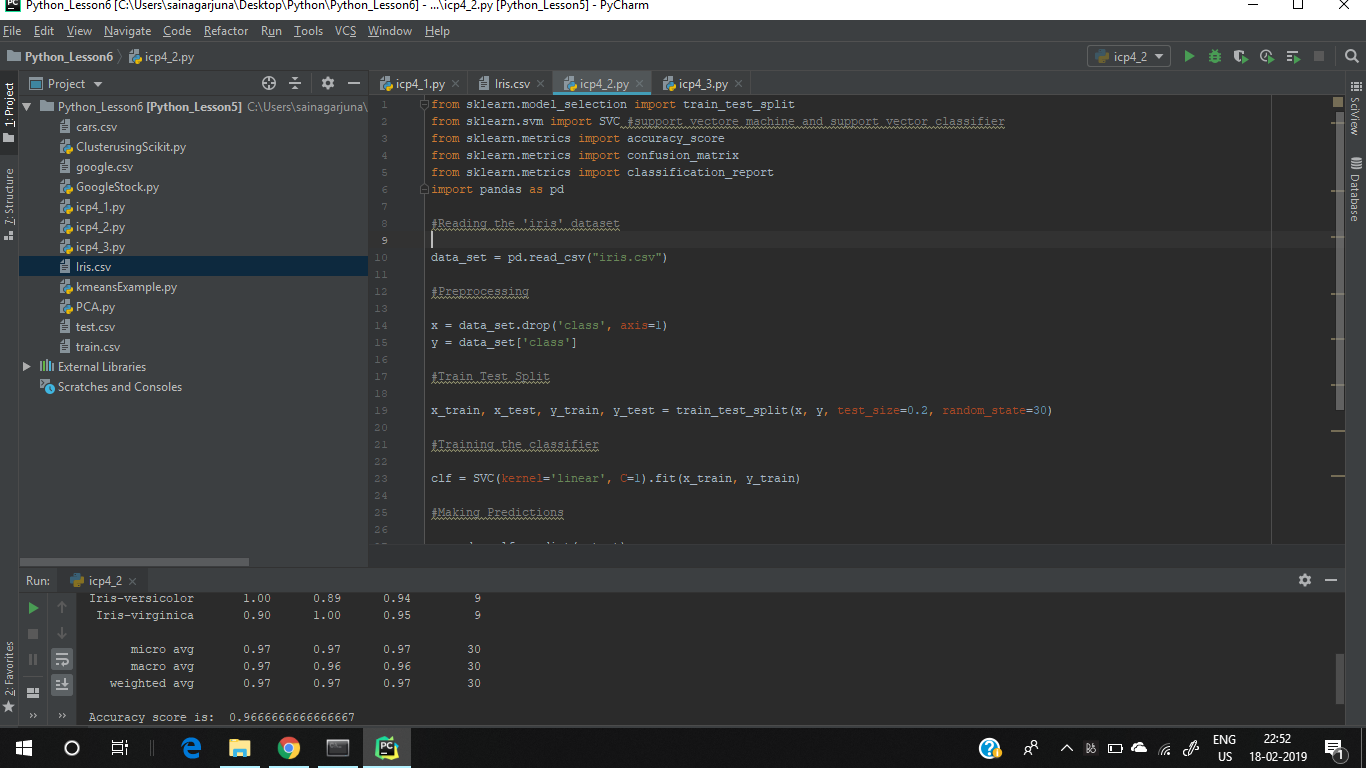 Python_Lesson6 [C:\Users\sainagarjuna\Desktop\Python\Python_Lesson6] - ...\icp4_2.py [Python_Lesson5] - PyCharm
File Edit View Navigate Code Refactor Run Tools VCS Window Help
Python_Lesson6 icp4_2.py
icp4_2
Project
1: Project
7: Structure
2: Favorites
Python_Lesson6 [Python_Lesson5] C:\Users\sainagarjuna\
cars.csv
ClusterusingScikit.py
google.csv
GoogleStock.py
icp4_1.py
icp4_2.py
icp4_3.py
Iris.csv
kmeansExample.py
PCA.py
test.csv
train.csv
External Libraries
Scratches and Consoles
icp4_1.py Iris.csv icp4_2.py icp4_3.py
1 from sklearn.model_selection import train_test_split
2 from sklearn.svm import SVC #support vectore machine and support vector classifier
3 from sklearn.metrics import accuracy_score
4 from sklearn.metrics import confusion_matrix
5 from sklearn.metrics import classification_report
6 import pandas as pd
7
8 #Reading the 'iris' dataset
9
10 data_set = pd.read_csv("iris.csv")
11
12 #Preprocessing
13
14 x = data_set.drop('class', axis=1)
15 y = data_set['class']
16
17 #Train Test Split
18
19 x_train, x_test, y_train, y_test = train_test_split(x, y, test_size=0.2, random_state=30)
20
21 #Training the classifier
22
23 clf = SVC(kernel='linear', C=1).fit(x_train, y_train)
24
25 #Making Predictions
26
SciView
Database
Run: icp4_2
Iris-versicolor 1.00 0.89 0.94 9
Iris-virginica 0.90 1.00 0.95 9
micro avg 0.97 0.97 0.97 30
macro avg 0.97 0.96 0.96 30
weighted avg 0.97 0.97 0.97 30
Accuracy score is: 0.9666666666666667
ENG
US
22:52
18-02-2019
1